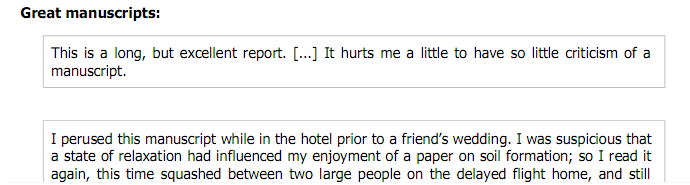 Great manuscripts:
This is a long, but excellent report. [...] It hurts me a little to have so little criticism of a
manuscript.
I perused this manuscript while in the hotel prior to a friend's wedding. I was suspicious that
a state of relaxation had influenced my enjoyment of a paper on soil formation; so I read it
again, this time squashed between two large people on the delayed flight home, and still